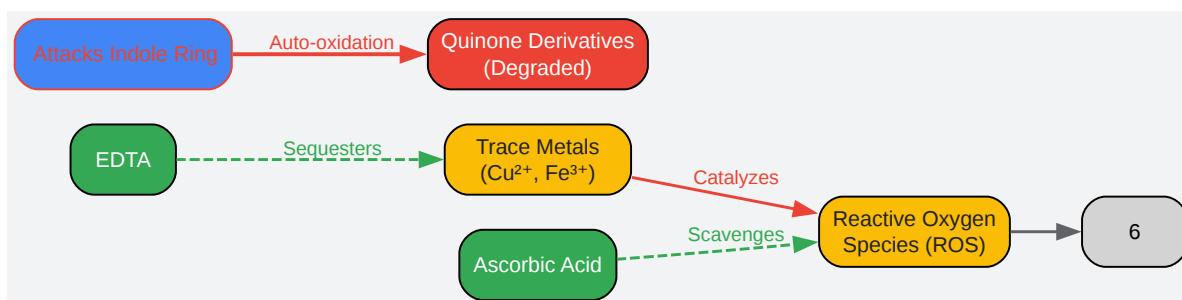 Attacks Indole Ring
Auto-oxidation
Quinone Derivatives
(Degraded)
EDTA
Sequesters
Trace Metals
(Cu²⁺, Fe³⁺)
Catalyzes
Reactive Oxygen
Species (ROS)
6
Scavenges
Ascorbic Acid